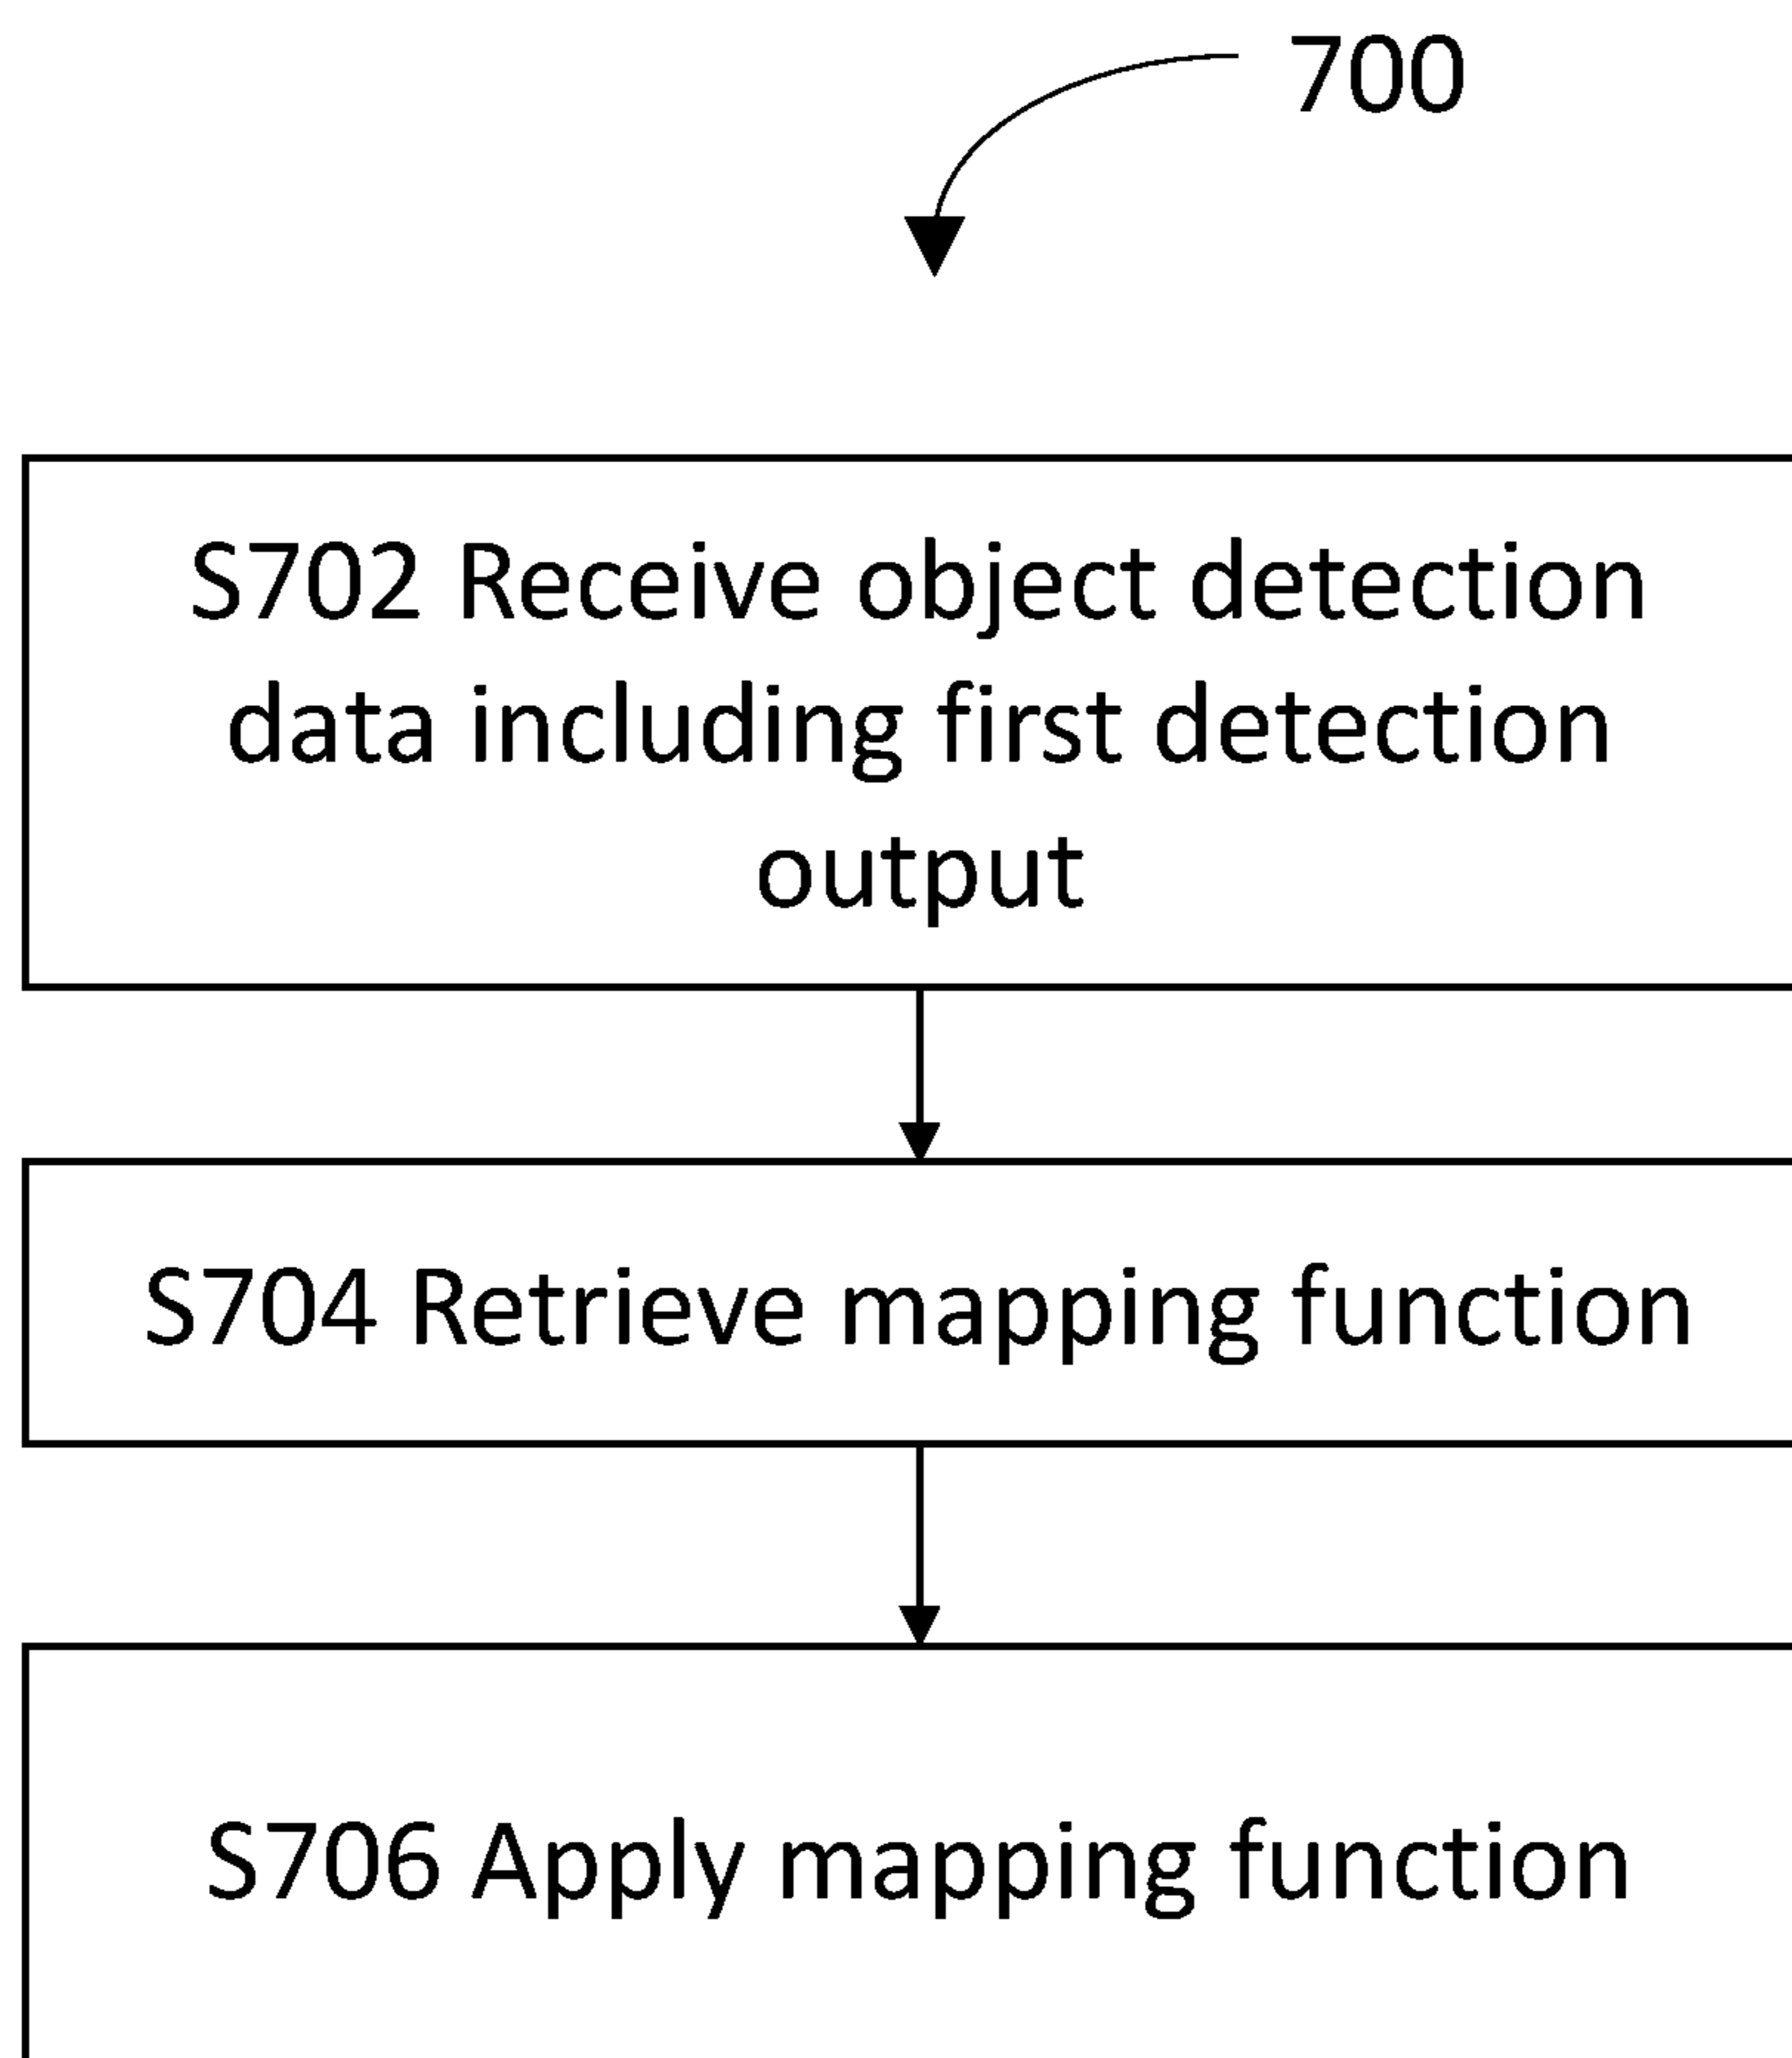 700
S702 Receive object detection
data including first detection
output
S704 Retrieve mapping function
S706 Apply mapping function